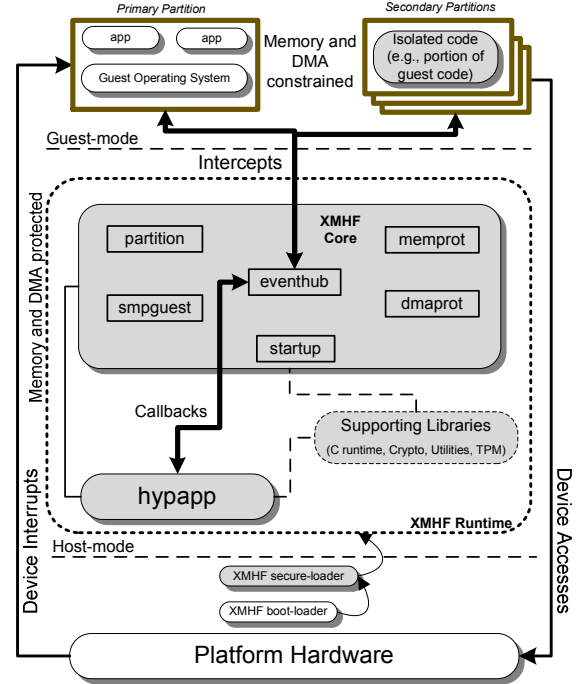 Primary Partition
Secondary Partitions
app
app
Guest Operating System
Memory and
DMA
constrained
Isolated code
(e.g., portion of
guest code)
Guest-mode
Intercepts
Memory and DMA protected
XMHF
Core
partition
memprot
eventhub
smpguest
dmaprot
startup
Callbacks
Supporting Libraries
(C runtime, Crypto, Utilities, TPM)
hypapp
XMHF Runtime
Host-mode
Device Interrupts
Device Accesses
XMHF secure-loader
XMHF boot-loader
Platform Hardware